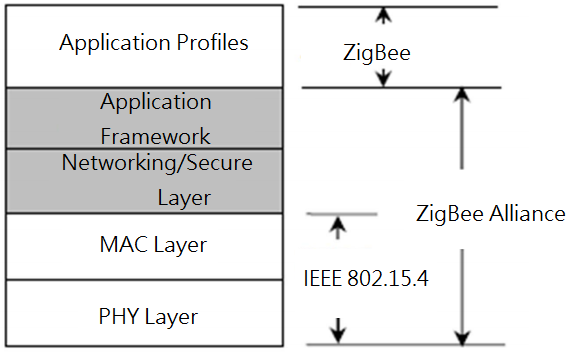 Application Profiles
ZigBee
Application
Framework
Networking/Secure
Layer
ZigBee Alliance
MAC Layer
IEEE 802.15.4
PHY Layer